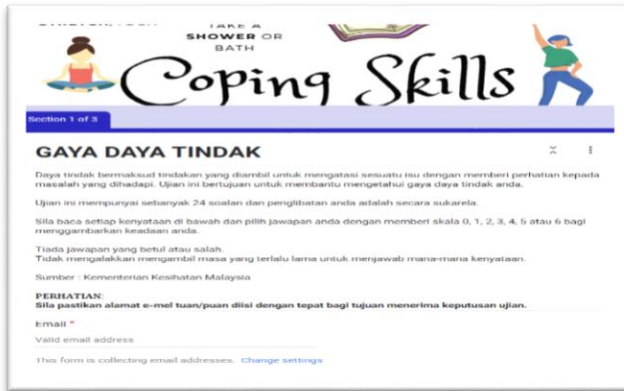 TAKE A
SHOWER OR
BATH
Coping Skills
Section 1 of 3
GAYA DAYA TINDAK
Daya tindak bermaksud tindakan yang diambil untuk mengatasi sesuatu isu dengan memberi perhatian kepada
masalah yang dihadapi. Ujian ini bertujuan untuk membantu mengetahui gaya daya tindak anda.
Ujian ini mempunyai sebanyak 24 soalan dan penglibatan anda adalah secara sukarela.
Sila baca setiap kenyataan di bawah dan pilih jawapan anda dengan memberi skala 0, 1, 2, 3, 4, 5 atau 6 bagi
menggambarkan keadaan anda.
Tiada jawapan yang betul atau salah.
Tidak mengalakkan mengambil masa yang terlalu lama untuk menjawab mana-mana kenyataan.
Sumber : Kementerian Kesihatan Malaysia
PERHATIAN:
Sila pastikan alamat e-mel tuan/puan diisi dengan tepat bagi tujuan menerima keputusan ujian.
Email *
Valid email address
This form is collecting email addresses. Change settings